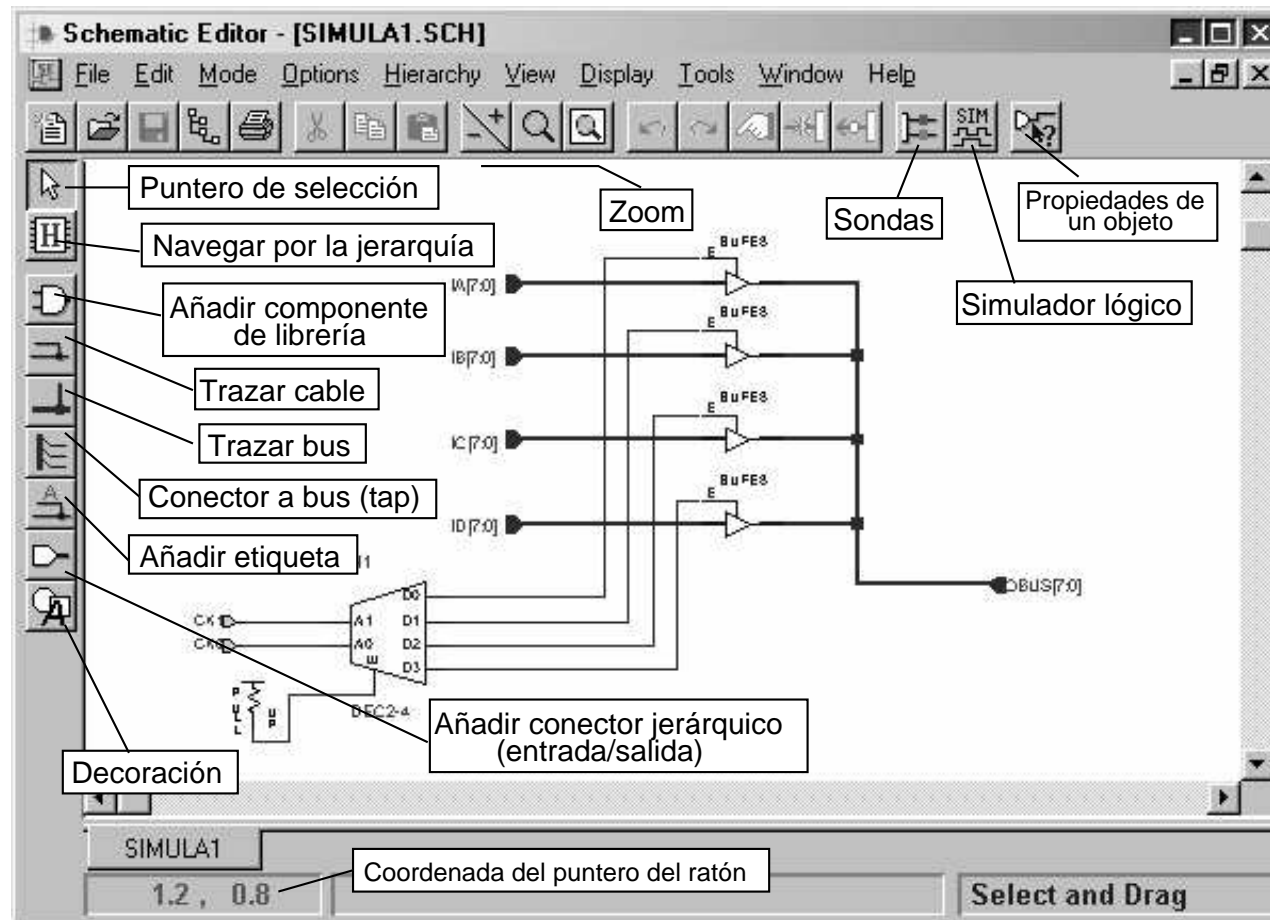 Schematic Editor - [SIMULA1.SCH]
File Edit Mode Options Hierarchy View Display Tools Window Help
SIM
Puntero de selección
Zoom
Sondas
Propiedades de
un objeto
H
Navegar por la jerarquía
Simulador lógico
Añadir componente
de librería
Trazar cable
Trazar bus
Conector a bus (tap)
A
Añadir etiqueta
A
Decoración
BUFE8
E
IA[7:0]
BUFE8
E
IB[7:0]
BUFE8
E
IC[7:0]
BUFE8
E
ID[7:0]
OBUS[7:0]
D0
A1 D1
A0 D2
E D3
DEC2-4
PULL
UP
Añadir conector jerárquico
(entrada/salida)
SIMULA1
Coordenada del puntero del ratón
1.2 , 0.8
Select and Drag